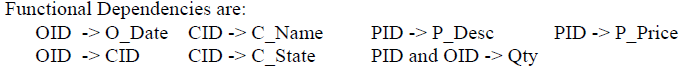 Functional Dependencies are:
OID -> O_Date CID -> C_Name PID -> P_Desc PID -> P_Price
OID -> CID CID -> C_State PID and OID -> Qty